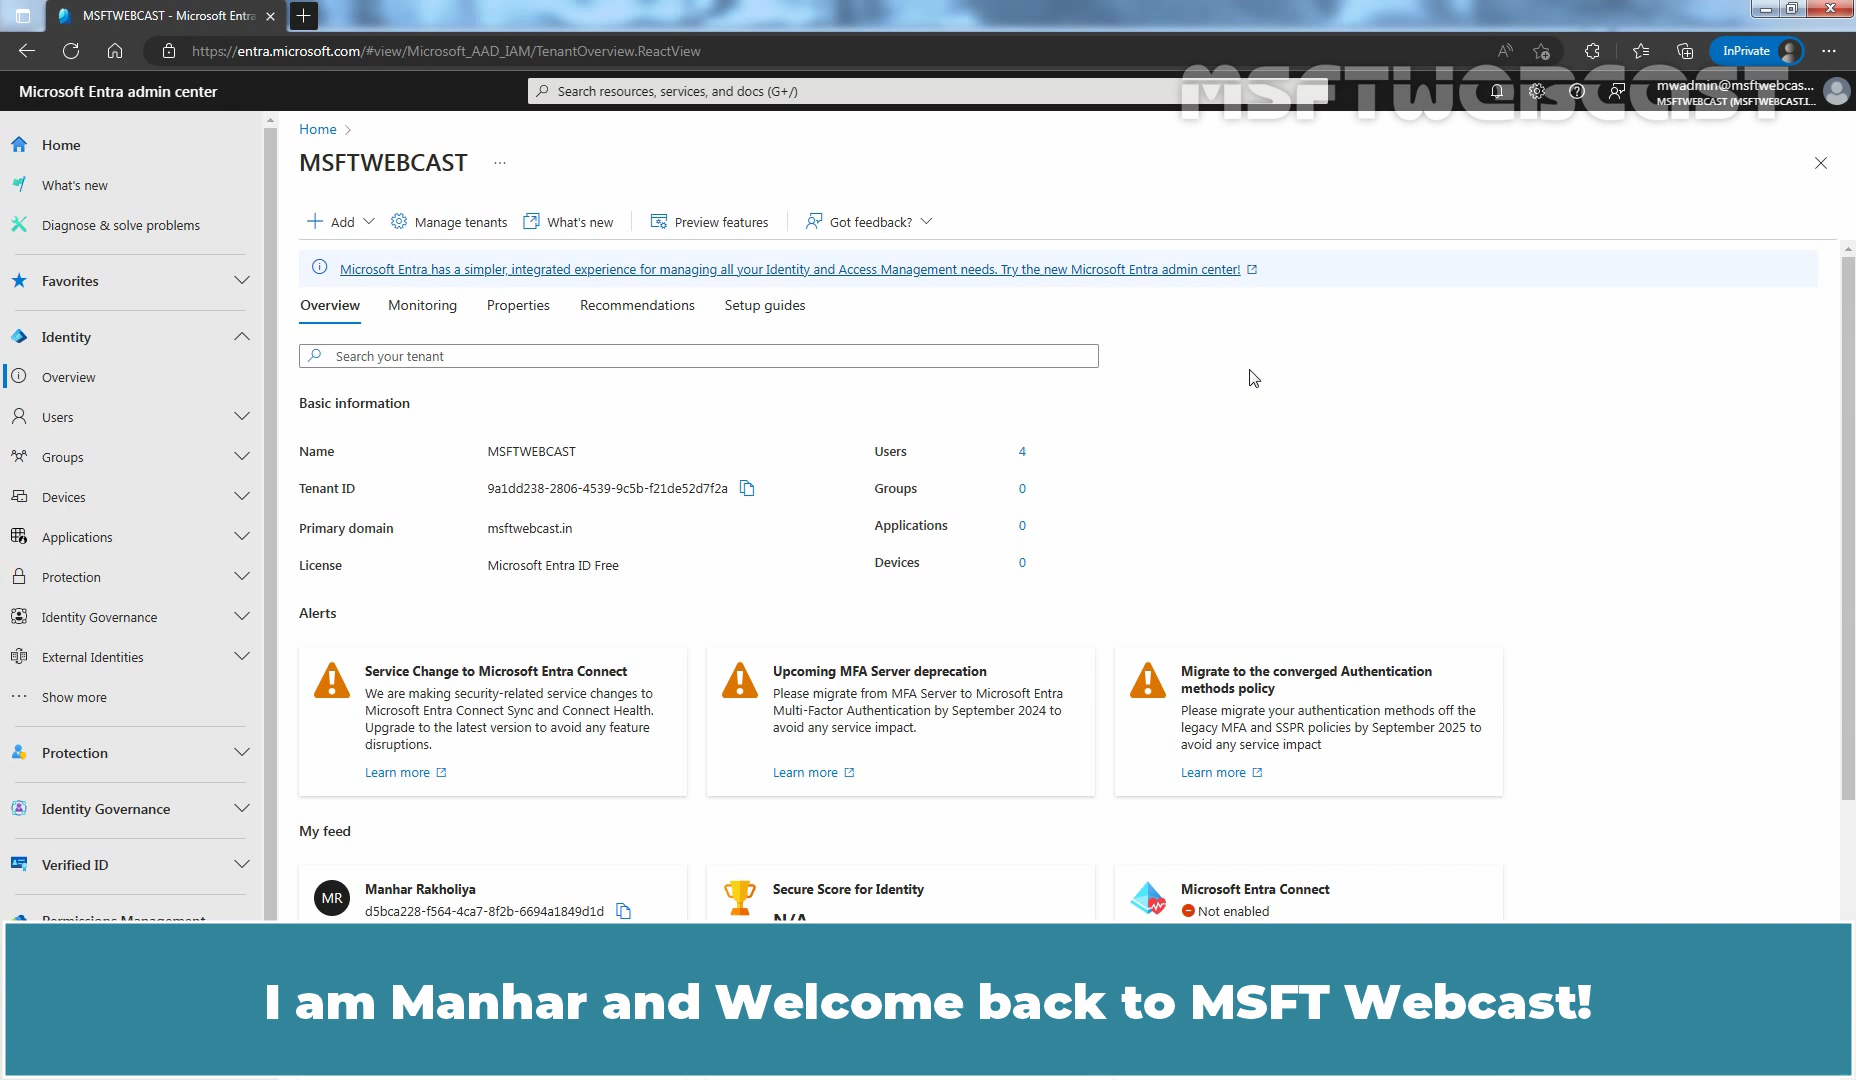 MSFTWEBCAST - Microsoft Entra
https://entra.microsoft.com/#view/Microsoft_AAD_IAM/TenantOverview.ReactView
InPrivate
MSFTWEBCAST
Microsoft Entra admin center
Search resources, services, and docs (G+/)
mwadmin@msftwebcas...
MSFTWEBCAST (MSFTWEBCAST.I...
Home
What's new
Diagnose & solve problems
Favorites
Identity
Overview
Users
Groups
Devices
Applications
Protection
Identity Governance
External Identities
Show more
Protection
Identity Governance
Verified ID
Permissions Management
Home
MSFTWEBCAST
Add
Manage tenants
What's new
Preview features
Got feedback?
Microsoft Entra has a simpler, integrated experience for managing all your Identity and Access Management needs. Try the new Microsoft Entra admin center!
Overview Monitoring Properties Recommendations Setup guides
Search your tenant
Basic information
Name MSFTWEBCAST Users 4
Tenant ID 9a1dd238-2806-4539-9c5b-f21de52d7f2a Groups 0
Primary domain msftwebcast.in Applications 0
License Microsoft Entra ID Free Devices 0
Alerts
Service Change to Microsoft Entra Connect
We are making security-related service changes to
Microsoft Entra Connect Sync and Connect Health.
Upgrade to the latest version to avoid any feature
disruptions.
Learn more
Upcoming MFA Server deprecation
Please migrate from MFA Server to Microsoft Entra
Multi-Factor Authentication by September 2024 to
avoid any service impact.
Learn more
Migrate to the converged Authentication
methods policy
Please migrate your authentication methods off the
legacy MFA and SSPR policies by September 2025 to
avoid any service impact
Learn more
My feed
MR
Manhar Rakholiya
d5bca228-f564-4ca7-8f2b-6694a1849d1d
Secure Score for Identity
N/A
Microsoft Entra Connect
Not enabled
I am Manhar and Welcome back to MSFT Webcast!